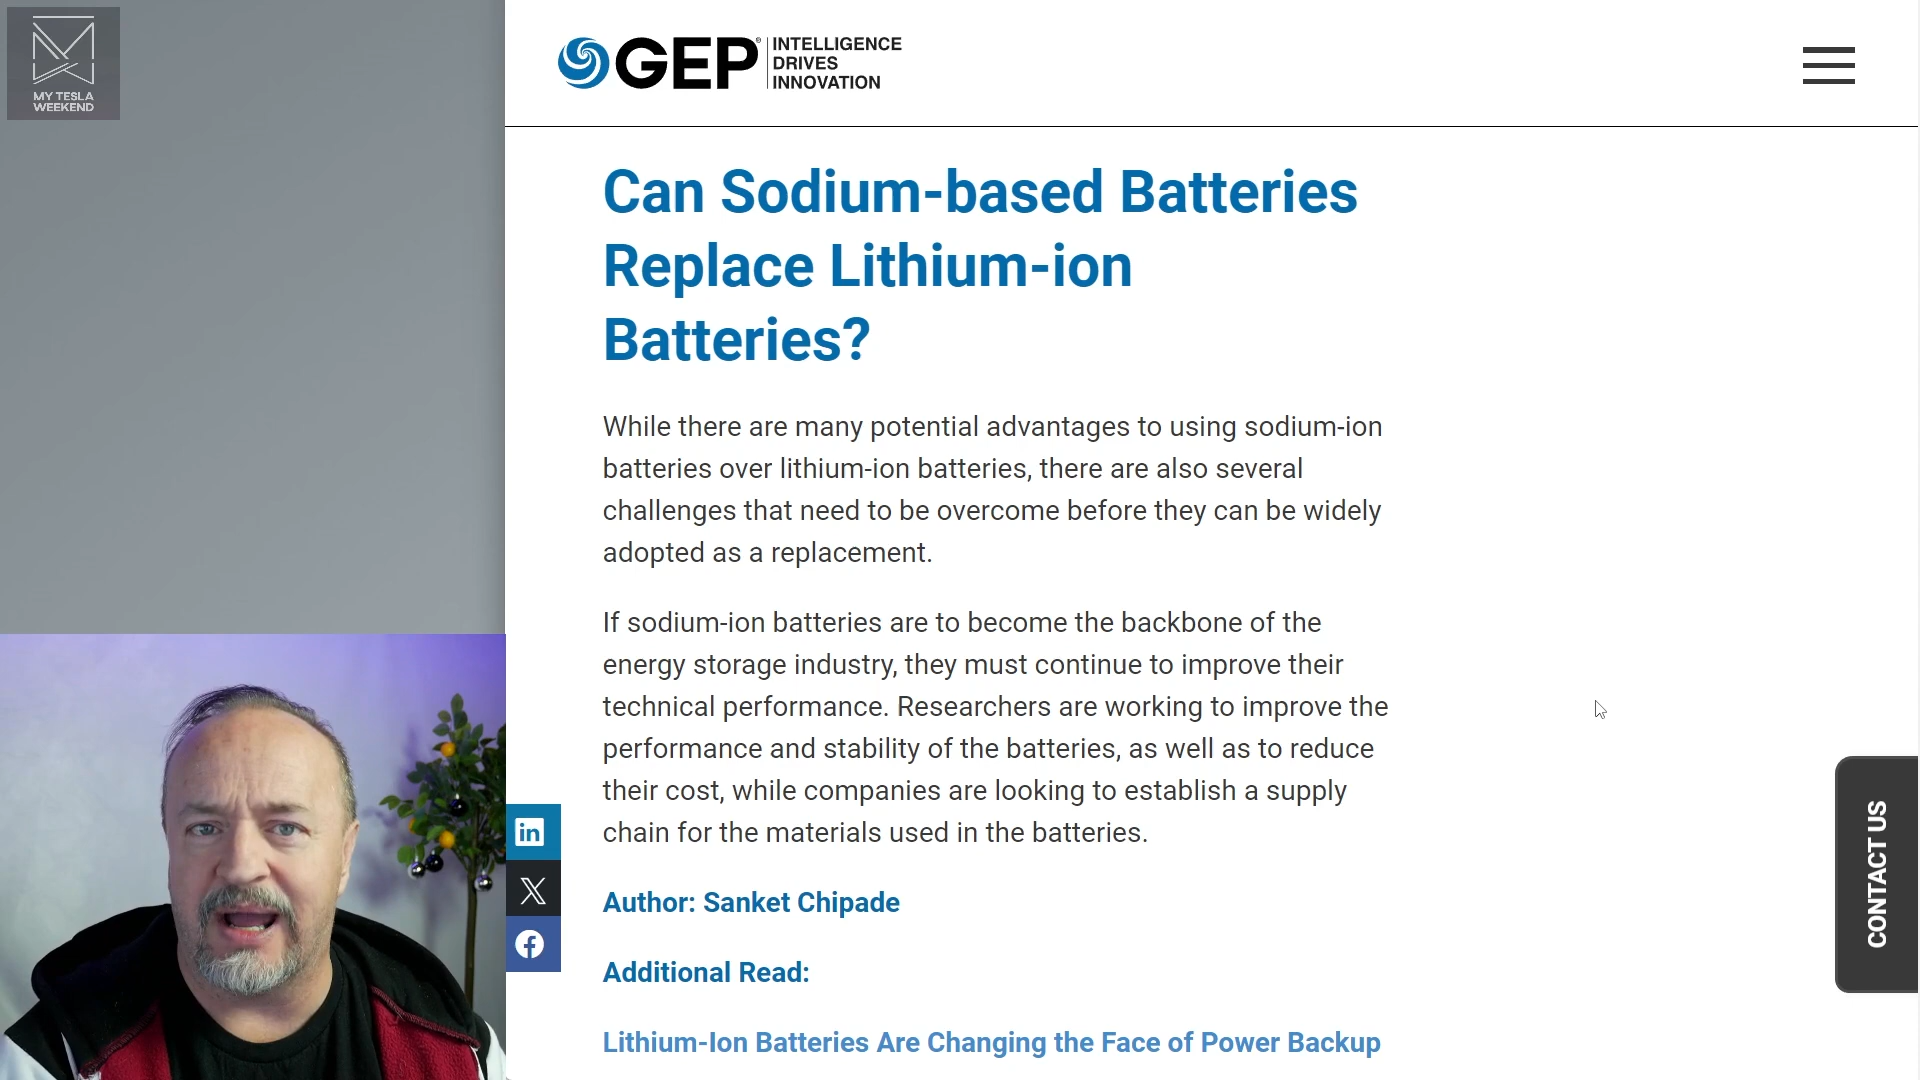 MY TESLA
WEEKEND
GEP®
INTELLIGENCE
DRIVES
INNOVATION
Can Sodium-based Batteries
Replace Lithium-ion
Batteries?
While there are many potential advantages to using sodium-ion
batteries over lithium-ion batteries, there are also several
challenges that need to be overcome before they can be widely
adopted as a replacement.
If sodium-ion batteries are to become the backbone of the
energy storage industry, they must continue to improve their
technical performance. Researchers are working to improve the
performance and stability of the batteries, as well as to reduce
their cost, while companies are looking to establish a supply
chain for the materials used in the batteries.
in
X
f
Author: Sanket Chipade
Additional Read:
Lithium-Ion Batteries Are Changing the Face of Power Backup
CONTACT US